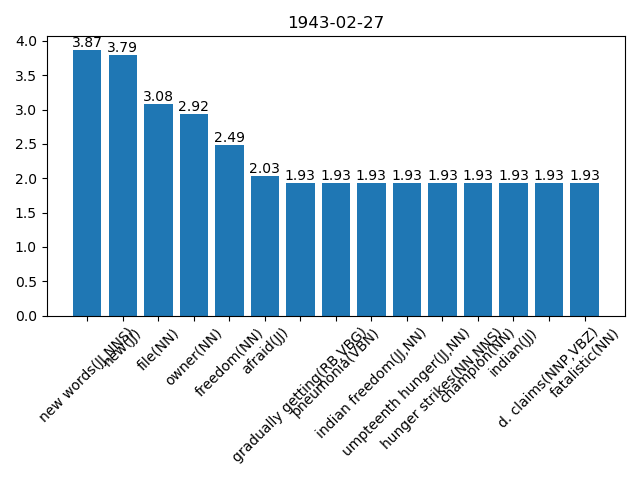 1943-02-27
4.0
3.5
3.0
2.5
2.0
1.5
1.0
0.5
0.0
3.87
3.79
3.08
2.92
2.49
2.03
1.93
1.93
1.93
1.93
1.93
1.93
1.93
1.93
1.93
new words(JJ,NNS)
new(JJ)
file(NN)
owner(NN)
freedom(NN)
afraid(JJ)
gradually getting(RB,VBG)
pneumonia(VBN)
indian freedom(JJ,NN)
umpteenth hunger(JJ,NN)
hunger strikes(NN,NNS)
champion(NN)
indian(JJ)
d. claims(NNP,VBZ)
fatalistic(NN)